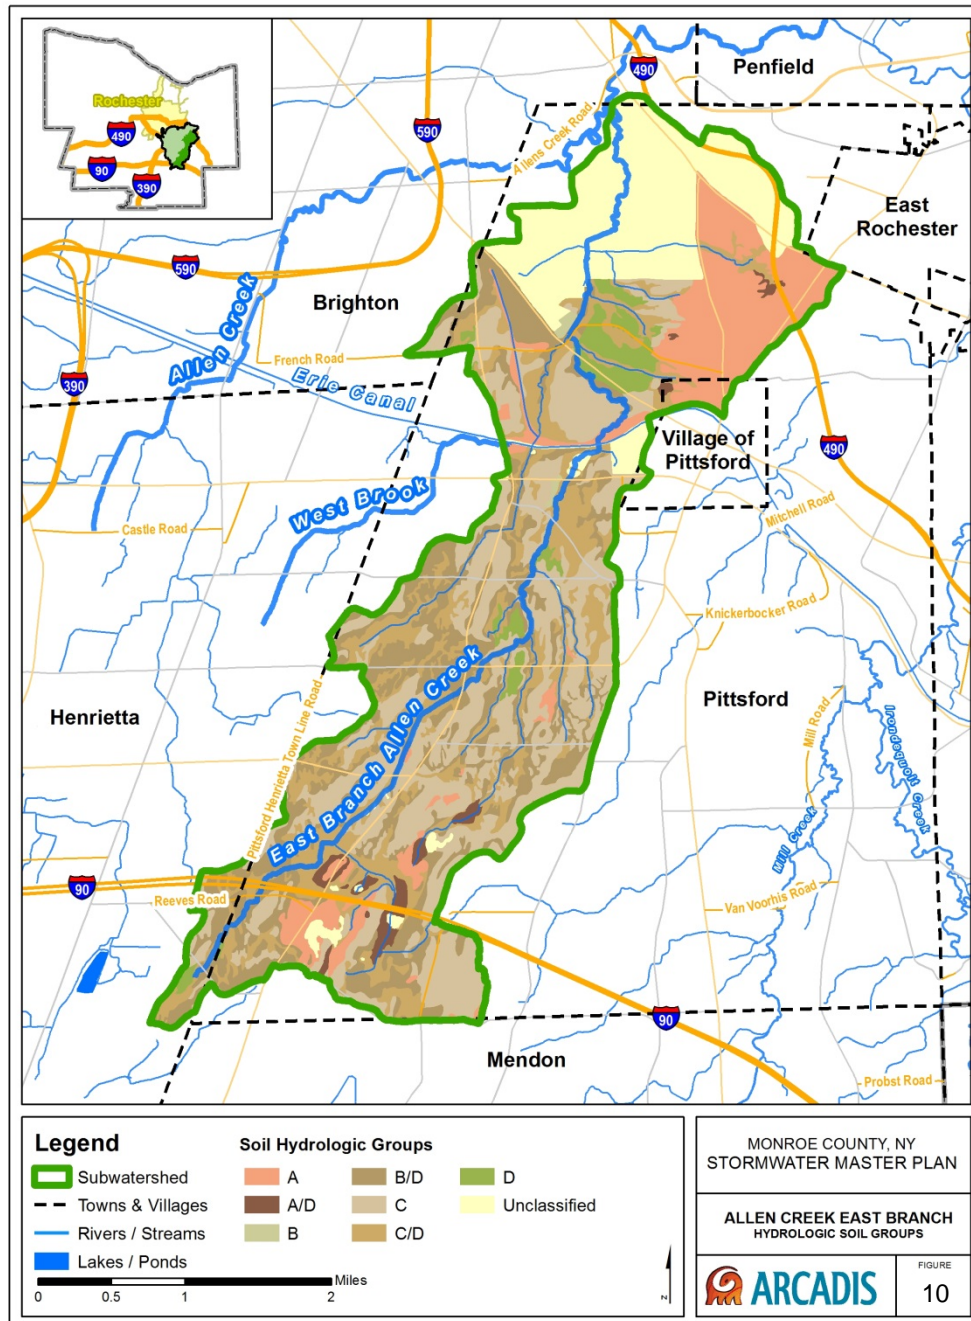 Rochester
490
90
390
490
Penfield
590
Allens Creek Road
East
Rochester
590
Brighton
Allen Creek
French Road
390
Erie Canal
Village of
Pittsford
490
West Brook
Castle Road
Mitchell Road
Knickerbocker Road
Henrietta
Pittsford
Pittsford Henrietta Town Line Road
East Branch Allen Creek
Mill Road
Irondequoit Creek
Mill Creek
90
Reeves Road
Van Voorhis Road
90
Mendon
Probst Road
Legend
Subwatershed
Towns & Villages
Rivers / Streams
Lakes / Ponds
Soil Hydrologic Groups
A
A/D
B
B/D
C
C/D
D
Unclassified
Miles
0 0.5 1 2
N
MONROE COUNTY, NY
STORMWATER MASTER PLAN
ALLEN CREEK EAST BRANCH
HYDROLOGIC SOIL GROUPS
ARCADIS
FIGURE
10